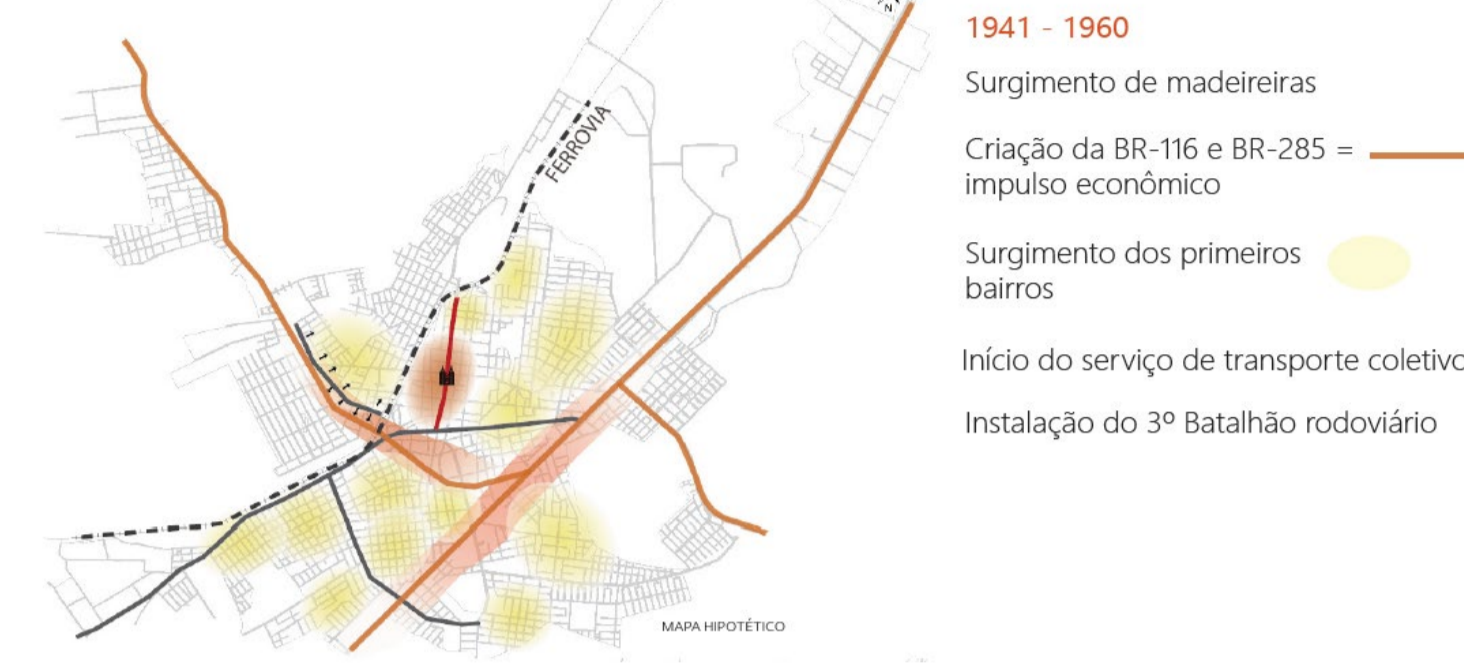 N
1941 - 1960
Surgimento de madeireiras
Criação da BR-116 e BR-285 =
impulso econômico
Surgimento dos primeiros
bairros
Início do serviço de transporte coletivo
Instalação do 3º Batalhão rodoviário
FERROVIA
MAPA HIPOTÉTICO